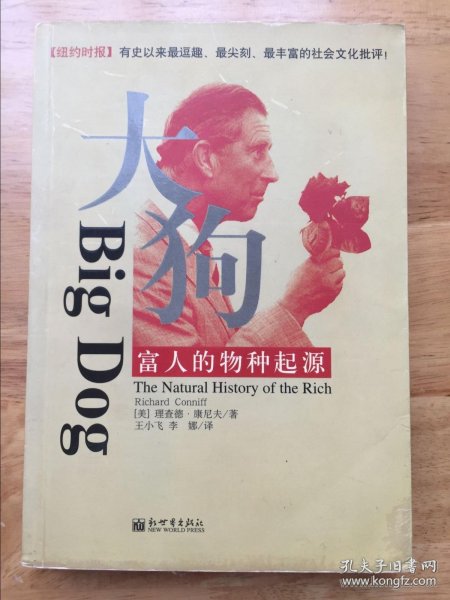 【纽约时报】有史以来最逗趣、最尖刻、最丰富的社会文化批评!
大狗
Big Dog
富人的物种起源
The Natural History of the Rich
Richard Conniff
[美] 理查德·康尼夫/著
王小飞 李 娜/译
新世界出版社
NEW WORLD PRESS
孔夫子旧书网
www.kongfz.com